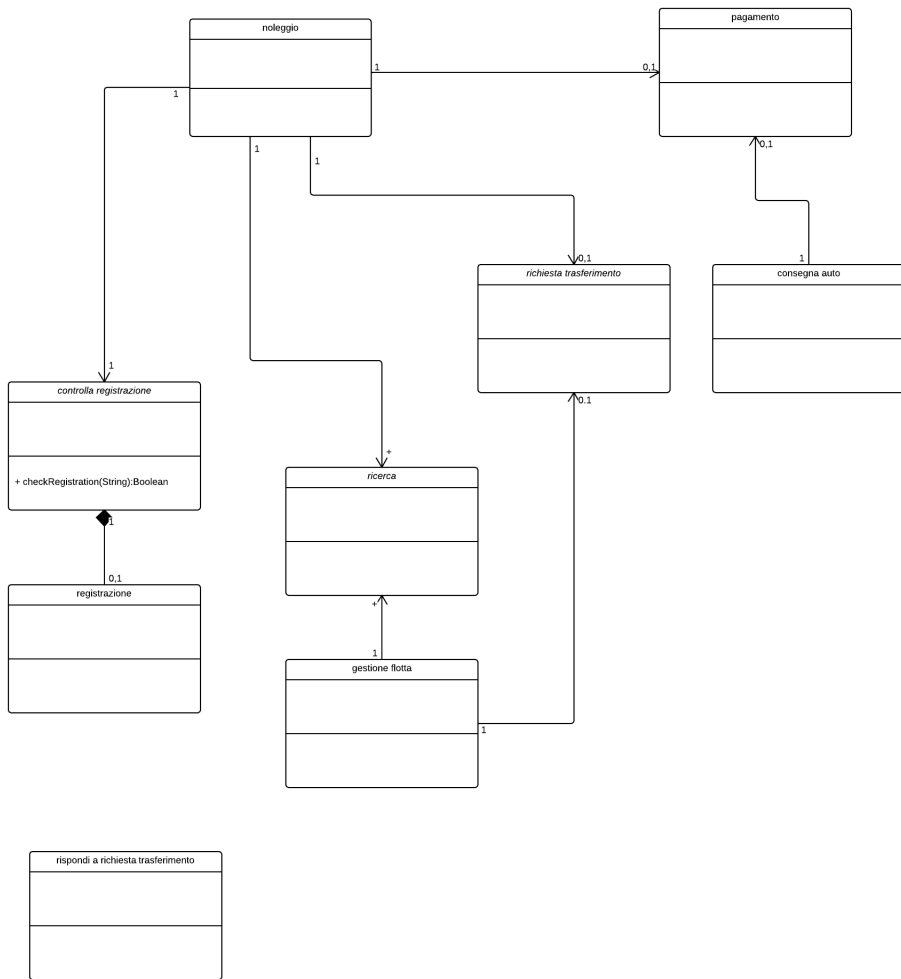 noleggio
pagamento
1
0,1
1
1
1
0,1
0,1
richiesta trasferimento
1
consegna auto
1
controlla registrazione
0.1
+
ricerca
+ checkRegistration(String):Boolean
1
0,1
registrazione
+
1
gestione flotta
1
rispondi a richiesta trasferimento